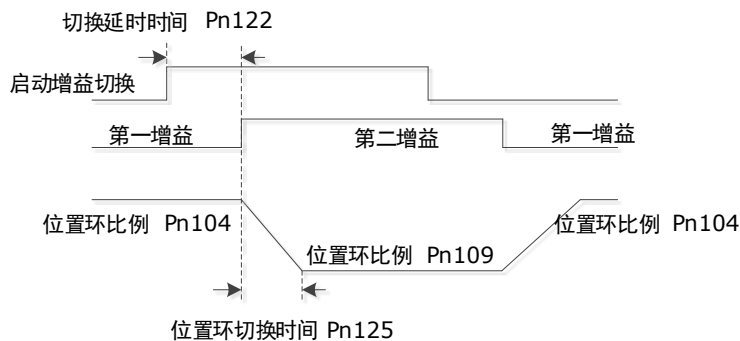 切换延时时间 Pn122
启动增益切换
第一增益
第二增益
第一增益
位置环比例 Pn104
位置环比例 Pn109
位置环比例 Pn104
位置环切换时间 Pn125